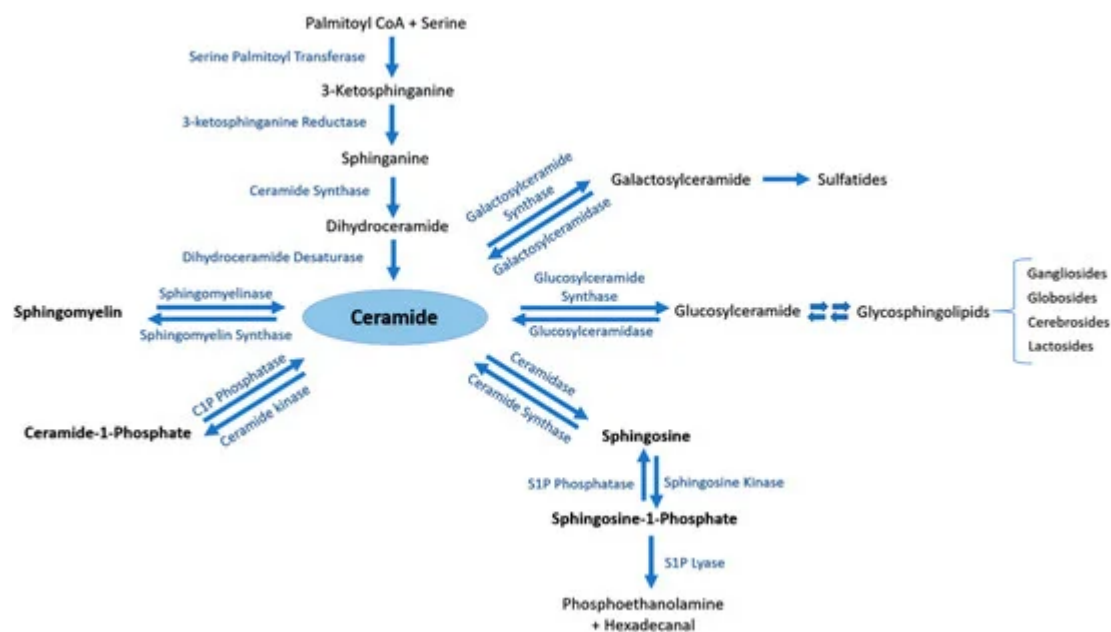 Palmitoyl CoA + Serine
Serine Palmitoyl Transferase
3-Ketosphinganine
3-ketosphinganine Reductase
Sphinganine
Ceramide Synthase
Dihydroceramide
Dihydroceramide Desaturase
Galactosylceramide
Synthase
Galactosylceramidase
Galactosylceramide
Sulfatides
Sphingomyelin
Sphingomyelinase
Sphingomyelin Synthase
Ceramide
Glucosylceramide
Synthase
Glucosylceramidase
Glucosylceramide
Glycosphingolipids
Gangliosides
Globosides
Cerebrosides
Lactosides
C1P Phosphatase
Ceramide kinase
Ceramide-1-Phosphate
Ceramidase
Ceramide Synthase
Sphingosine
S1P Phosphatase
Sphingosine Kinase
Sphingosine-1-Phosphate
S1P Lyase
Phosphoethanolamine
+ Hexadecanal